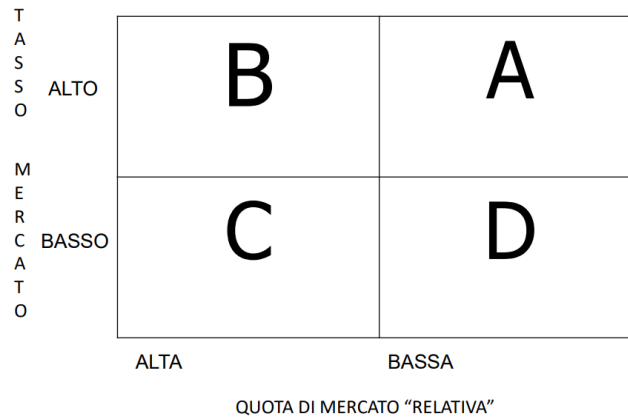 TASSO
MERCATO
ALTO
B
A
BASSO
C
D
ALTA
BASSA
QUOTA DI MERCATO “RELATIVA”